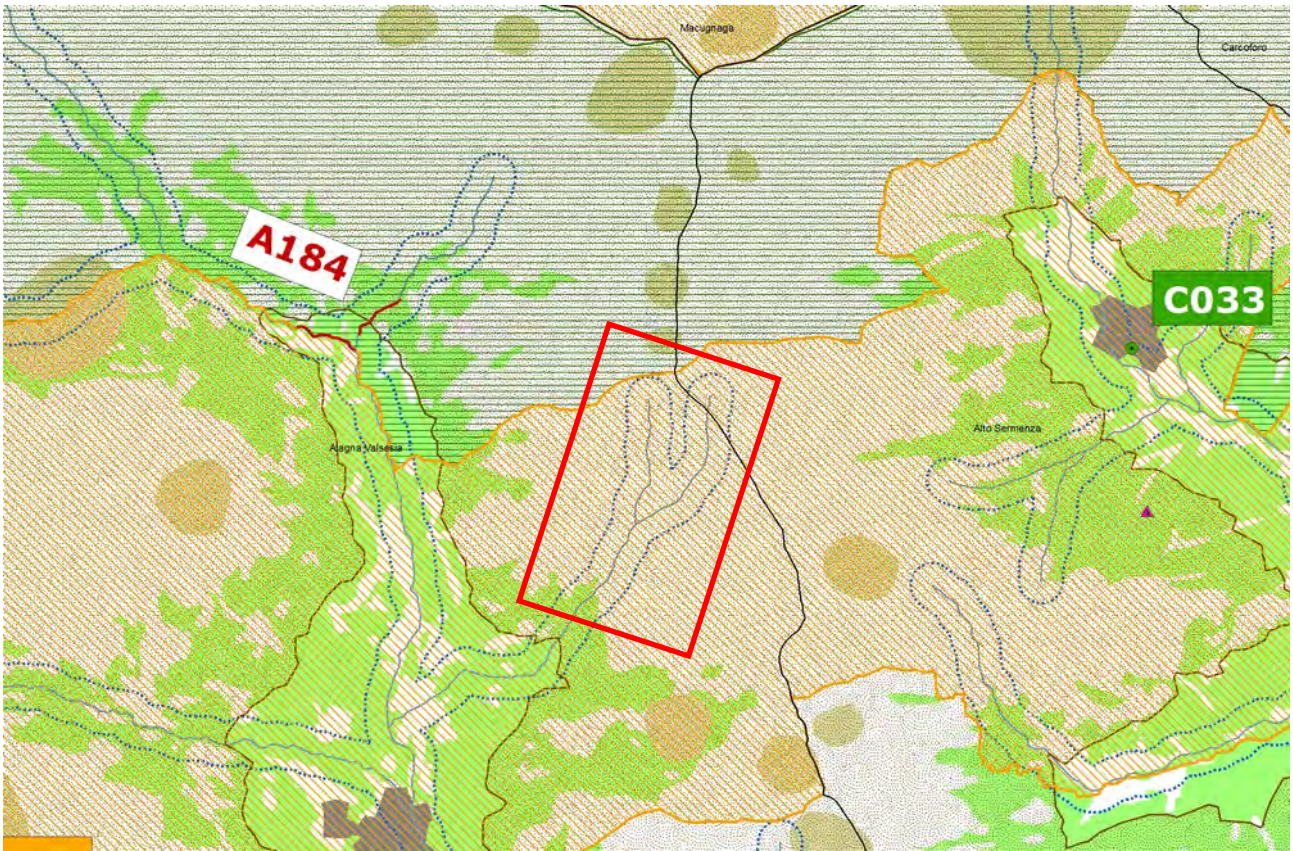 Macugnaga
Carcoforo
A184
C033
Alto Sermenza
Alagna Valsesia